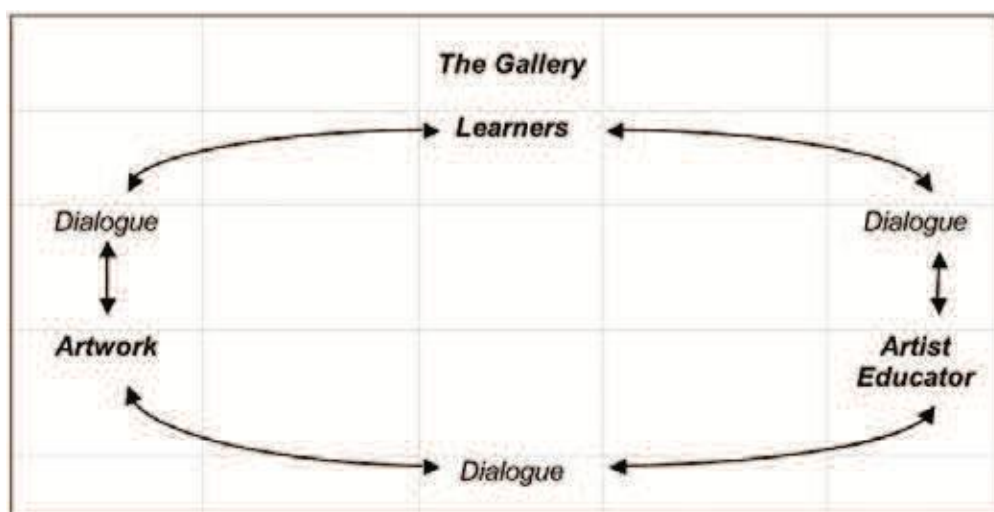 The Gallery
Learners
Dialogue
Dialogue
Artwork
Artist
Educator
Dialogue